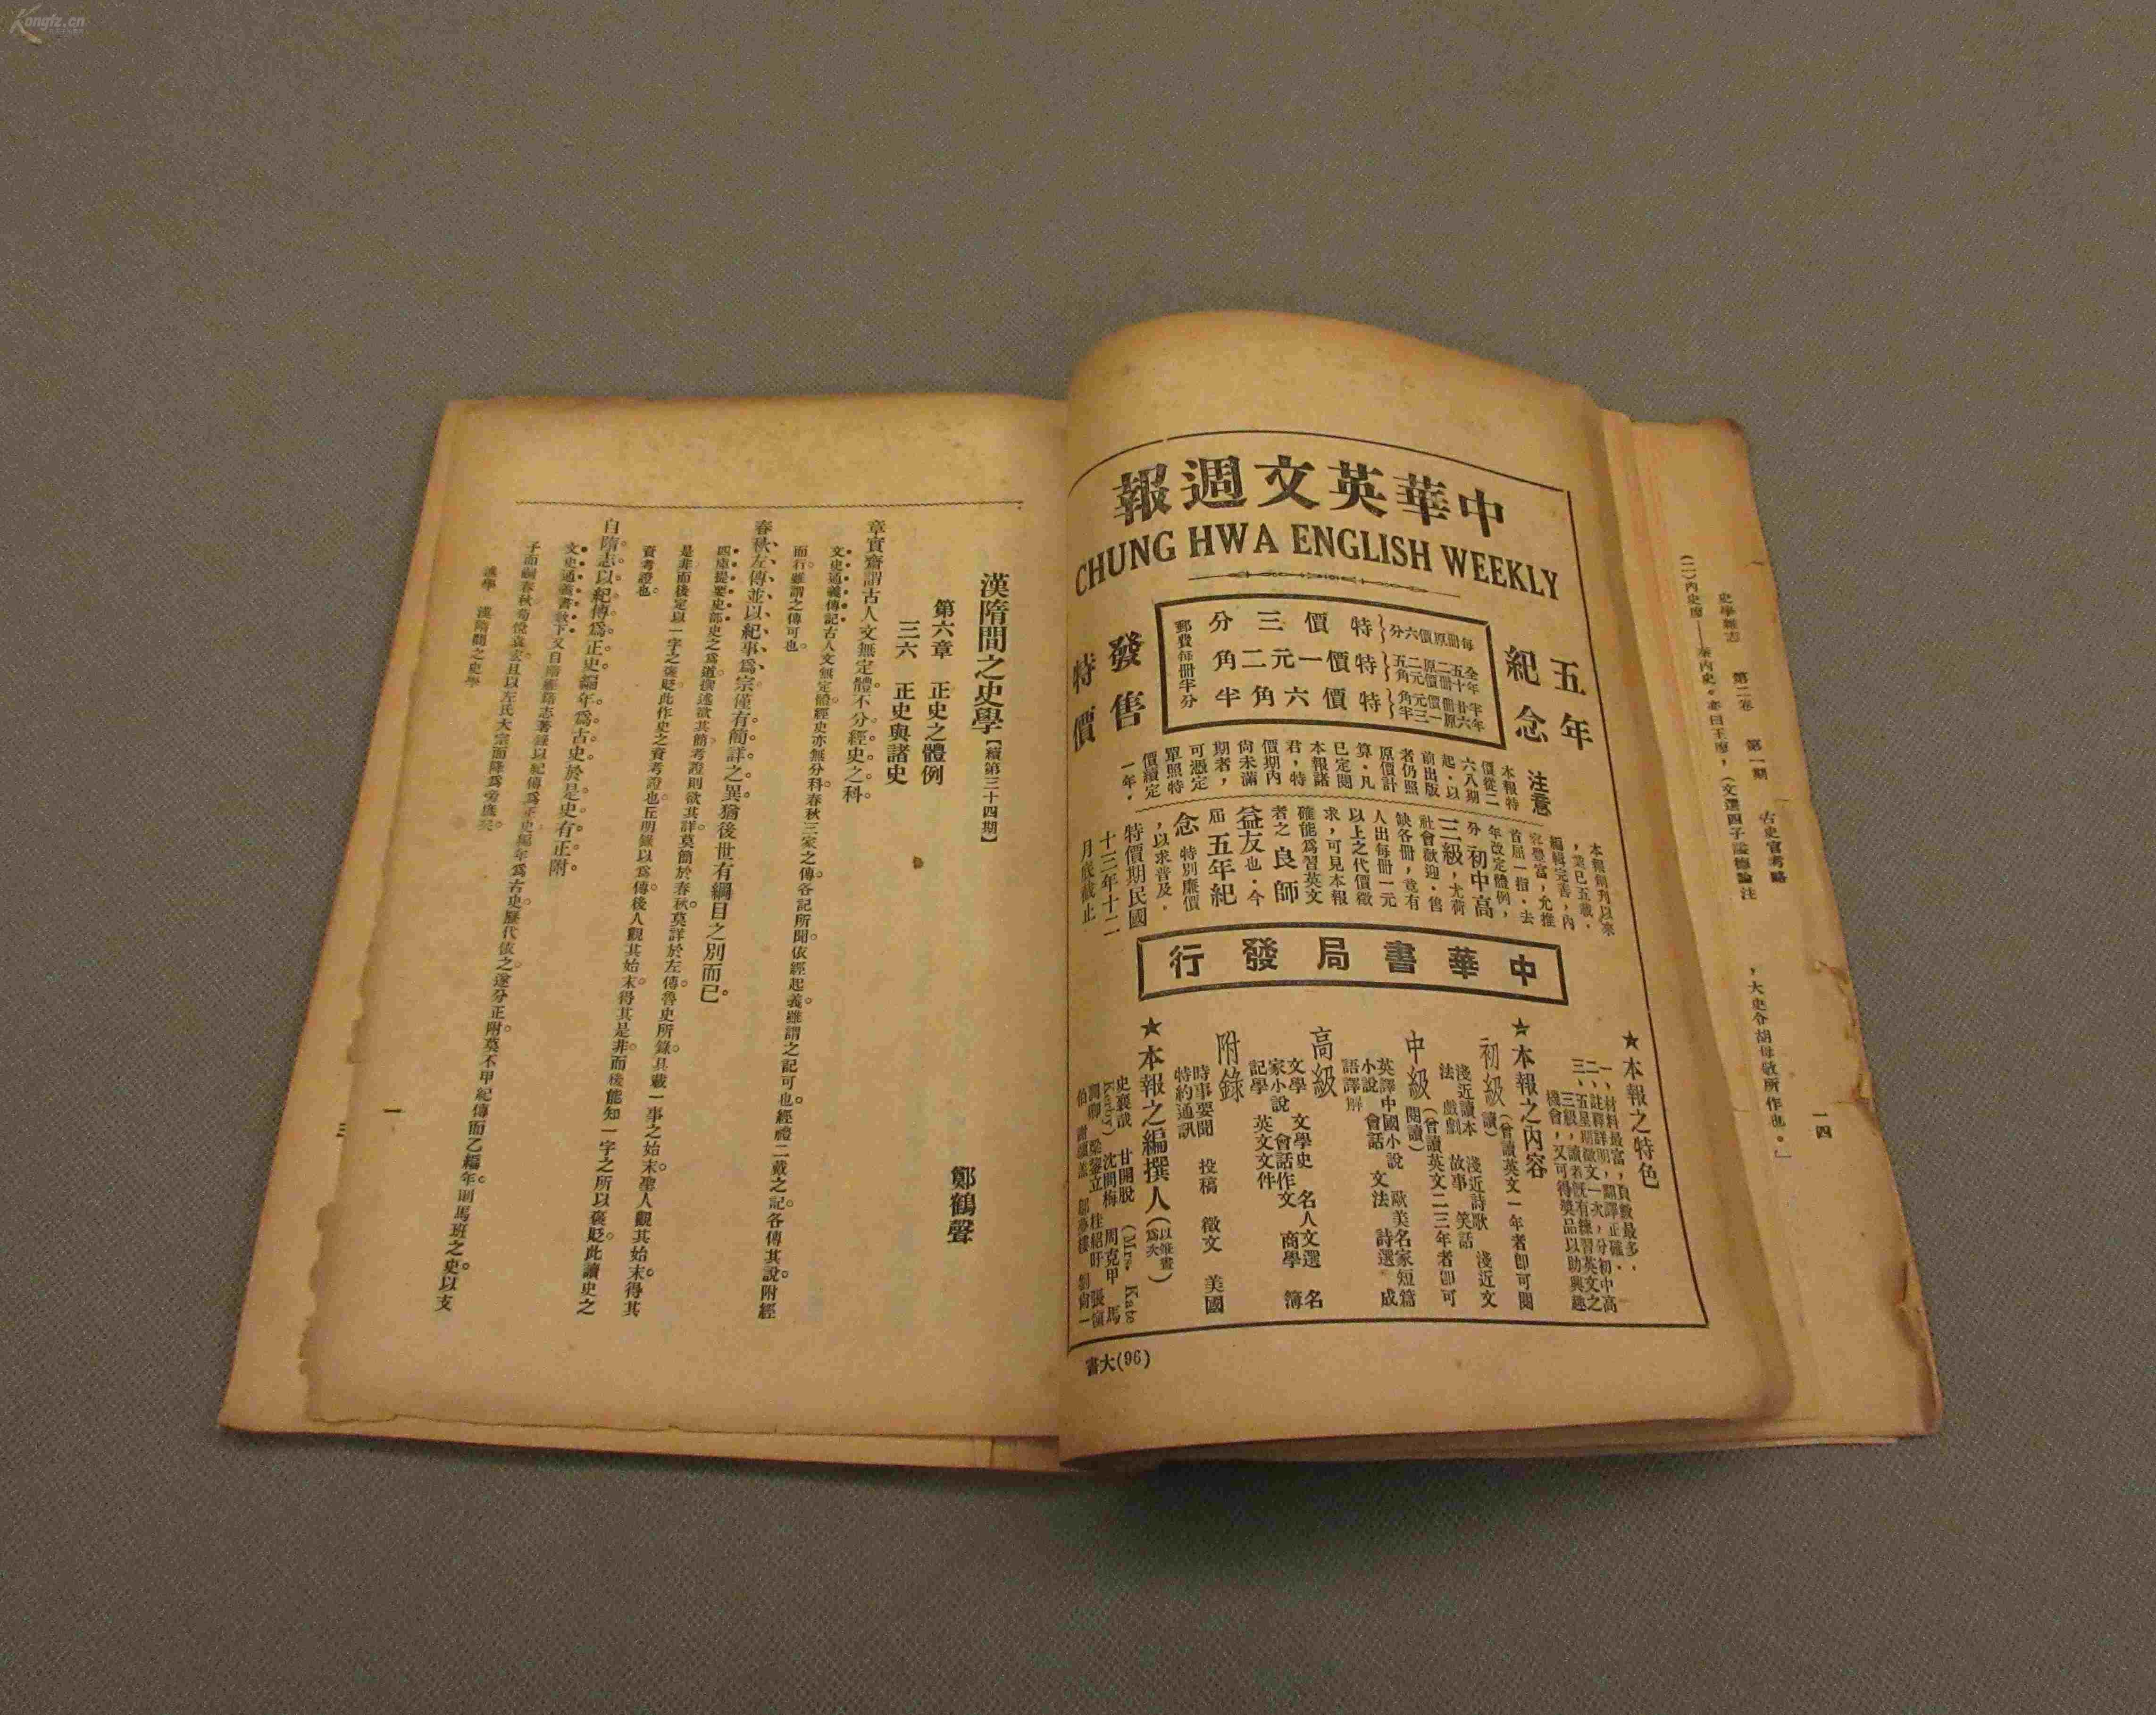 Kongfz.cn
史學雜志　第二卷　第一期　古史官考略
一四
，大史令胡母敬所作也。」
(二)內史廖——秦內史。亦曰王廖，(文選四子講德論注
中華英文週報
CHUNG HWA ENGLISH WEEKLY
五年
紀念
每冊原價六分}特價三分
全年五十二冊原價二元五角}特價一元二角
半年廿六冊原價一元三角半}特價六角半
郵費每冊半分
發售
特價
注意
本報特
價從二
六八期
起・以
前出版
者仍照
原價計
算・凡
已定閱
本報諸
君，特
價期內
尚未滿
期者，
可憑定
單照特
價續定
一年・
本報創刊以來
，業已五載・
編輯完善，內
容豐富，允推
首屈一指・去
年改定體例，
分初中高
三級，尤荷
社會歡迎・售
缺各冊，竟有
人出每冊一元
以上之代價徵
求，可見本報
確能爲習英文
者之良師
益友也・今
屆五年紀
念特別廉價
，以求普及・
特價期民國
十三年十二
月底截止
中華書局發行
★本報之特色
一、材料最富，頁數最多・
二、註釋詳明，翻譯正確・
三、五星期徵文一次，分初中高
三級，讀者旣有練習英文之
機會，又可得獎品以助興趣
★本報之內容
初級(曾讀英文一年者卽可閱
讀)
淺近讀本　淺近詩歌　淺近文
法　戲劇　故事　笑話
中級(曾讀英文二三年者卽可
閱讀)
英譯中國小說　歐美名家短篇
小說　會話　文法　詩選　成
語譯解
高級
文學　文學史　名人文選　名
家小說　會話作文　商學　簿
記學　英文文件
附錄
時事要聞　投稿　徵文　美國
特約通訊
★本報之編撰人(以筆畫爲次)
史襄哉　甘開脫　(Mrs. Kate
Kerby)　沈問梅　周克甲　馬
潤卿　梁鋆立　桂紹盱　張慎
伯　謝頌羔　鄒夢樓　劉尙一
書大(96)
漢隋間之史學【續第三十四期】
鄭鶴聲
第六章　正史之體例
三六　正史與諸史
章實齋謂古人文無定體。不分經史之科。
文史通義傳記古人文無定體。經史亦無分科。春秋三家之傳。各記所聞。依經起義。雖謂之記可也。經禮二戴之記。各傳其說。附經
而行。雖謂之傳可也。
春秋、左傳、並以紀事爲宗、僅有簡詳之異。猶後世有綱目之別而已。
四庫提要史部史之爲道。撰述欲其簡。考證則欲其詳。莫簡於春秋。莫詳於左傳。魯史所錄。具載一事之始末。聖人觀其始末。得其
是非。而後定以一字之褒貶。此作史之資考證也。丘明錄以爲傳。後人觀其始末。得其是非。而後能知一字之所以褒貶。此讀史之
資考證也。
自隋志以紀傳爲正史。編年爲古史。於是史有正附。
文史通義書教下又自隋經籍志著錄以紀傳爲正史。編年爲古史。歷代依之。遂分正附。莫不甲紀傳而乙編年。則馬班之史。以支
子而嗣春秋。荀悅袁宏。且以左氏大宗而降爲旁庶矣。
史學　漢隋間之史學
一